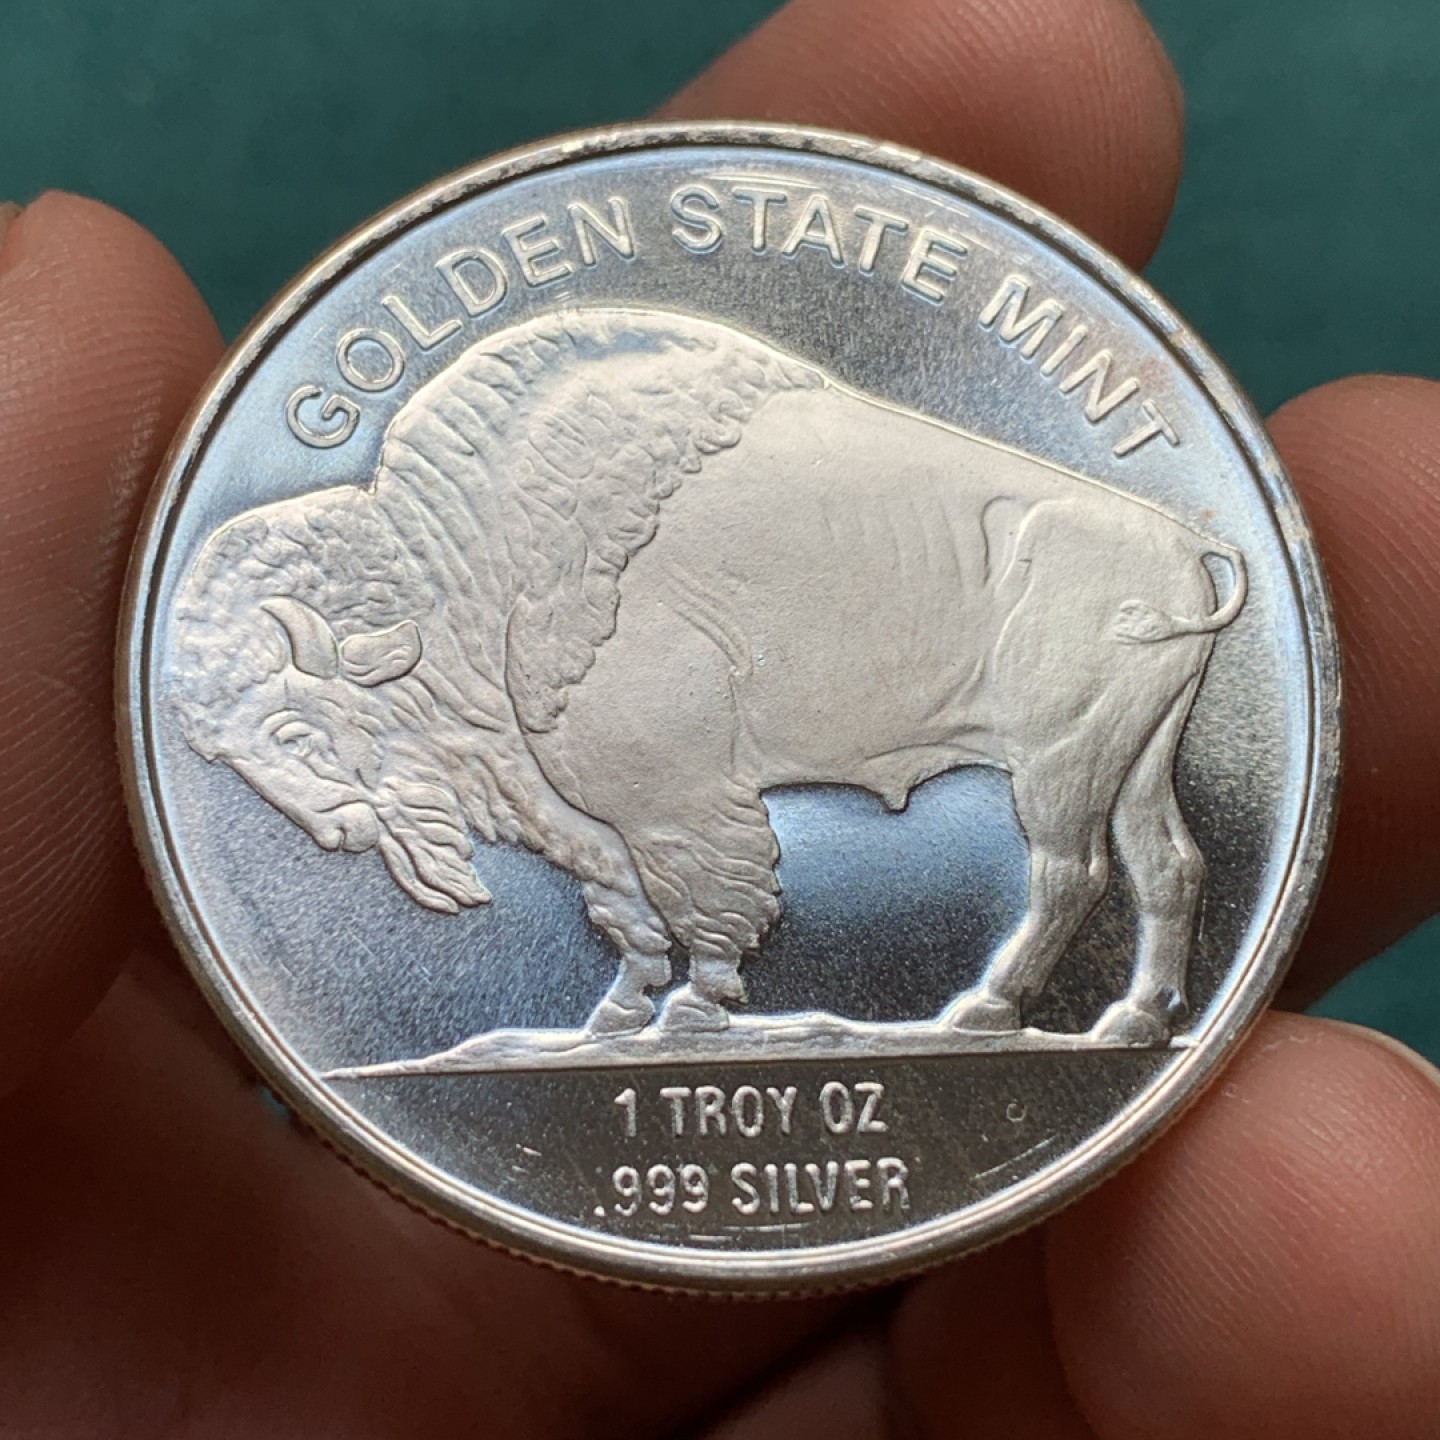 GOLDEN STATE MINT
1 TROY OZ
.999 SILVER